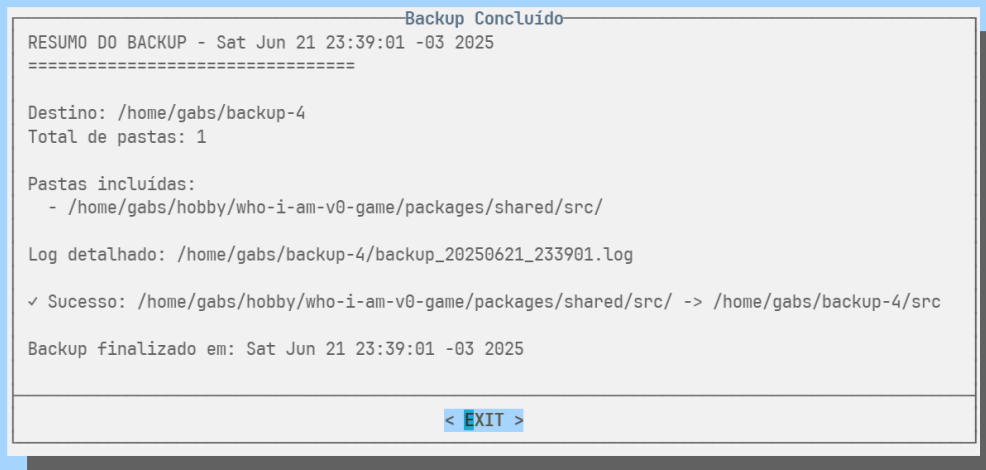 Backup Concluído
RESUMO DO BACKUP - Sat Jun 21 23:39:01 -03 2025
=================================
Destino: /home/gabs/backup-4
Total de pastas: 1
Pastas incluídas:
- /home/gabs/hobby/who-i-am-v0-game/packages/shared/src/
Log detalhado: /home/gabs/backup-4/backup_20250621_233901.log
✓ Sucesso: /home/gabs/hobby/who-i-am-v0-game/packages/shared/src/ -> /home/gabs/backup-4/src
Backup finalizado em: Sat Jun 21 23:39:01 -03 2025
< EXIT >